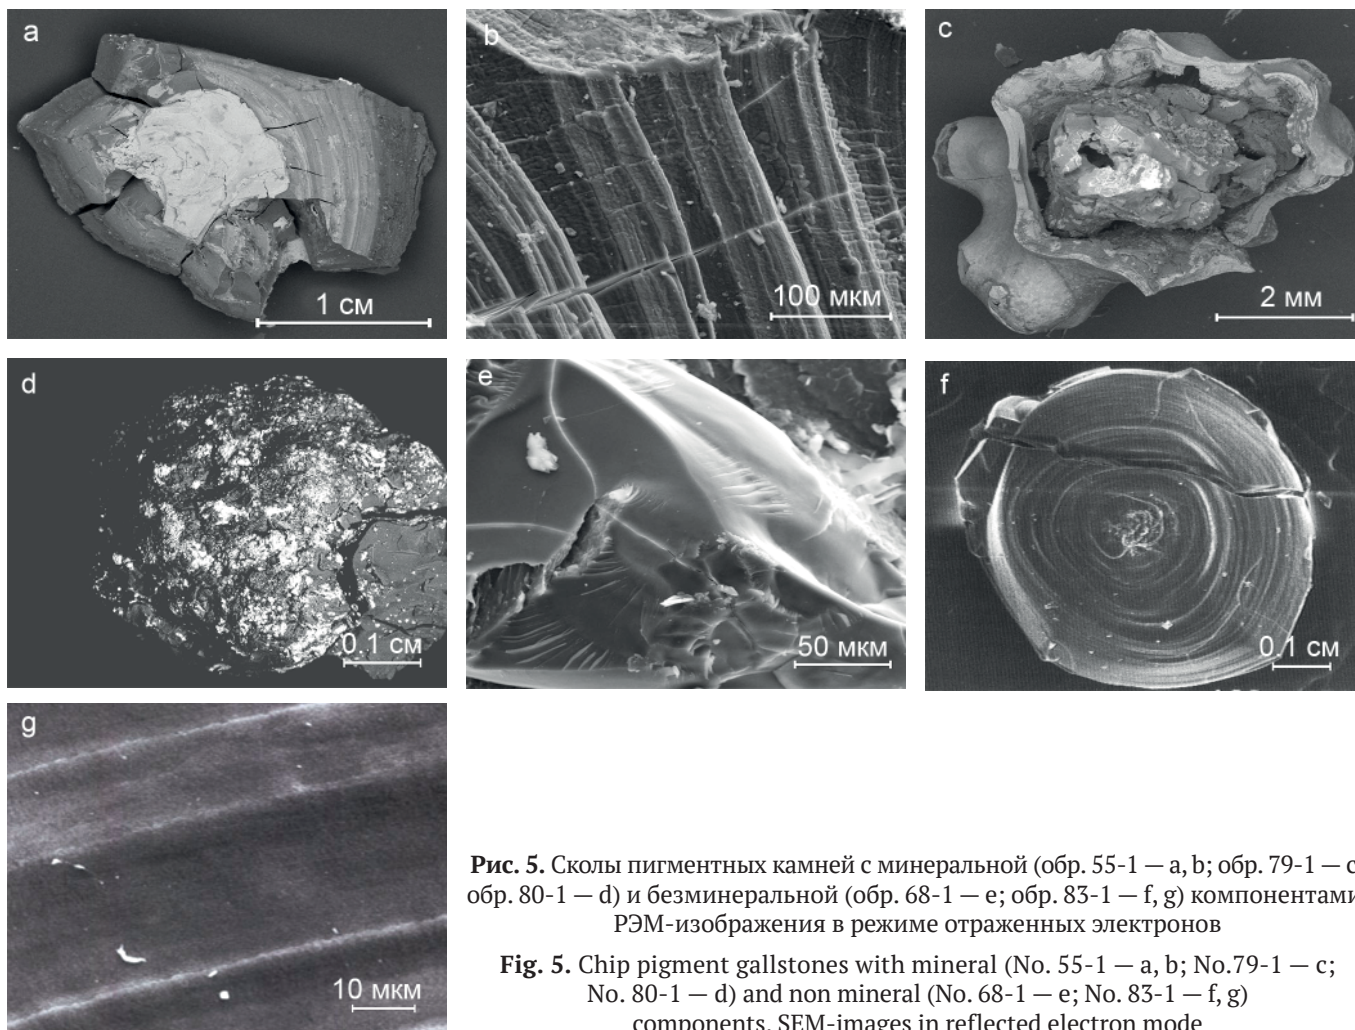 a
1 см
b
100 мкм
c
2 мм
d
0.1 см
e
50 мкм
f
0.1 см
g
10 мкм
Рис. 5. Сколы пигментных камней с минеральной (обр. 55-1 — a, b; обр. 79-1 — c
обр. 80-1 — d) и безминеральной (обр. 68-1 — e; обр. 83-1 — f, g) компонентами
РЭМ-изображения в режиме отраженных электронов
Fig. 5. Chip pigment gallstones with mineral (No. 55-1 — a, b; No.79-1 — c;
No. 80-1 — d) and non mineral (No. 68-1 — e; No. 83-1 — f, g)
components. SEM-images in reflected electron mode